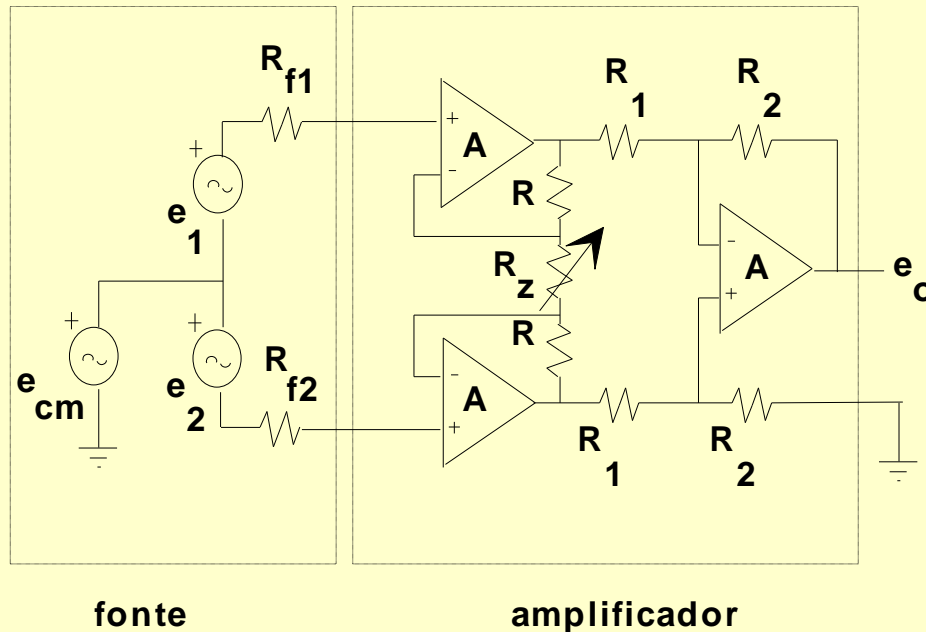 R f1
R 1
R 2
+
A
-
+
e 1
R
R z
-
A
+
e o
+
e cm
+
e 2
R f2
R
-
A
+
R 1
R 2
fonte
amplificador